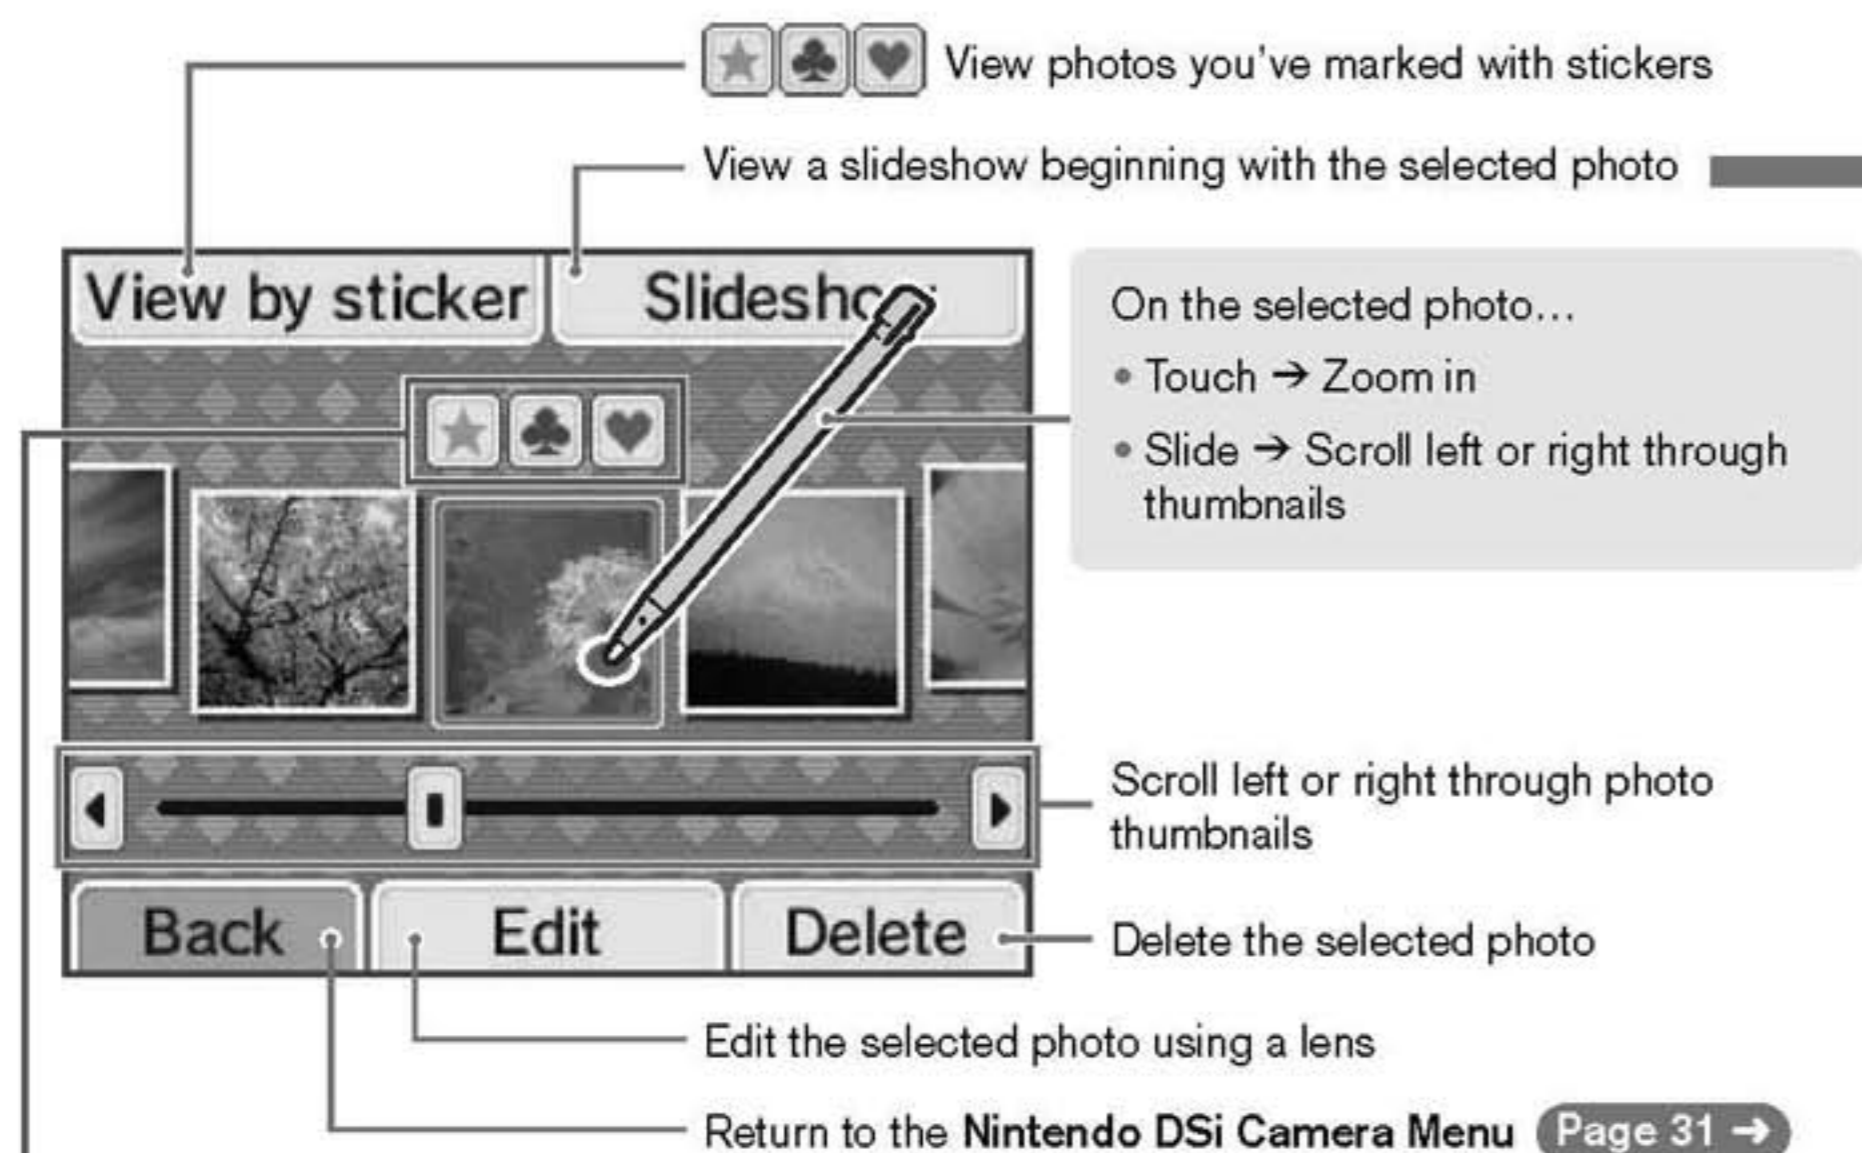 View photos you've marked with stickers
View a slideshow beginning with the selected photo
View by sticker
Slidesho
On the selected photo...
• Touch → Zoom in
• Slide → Scroll left or right through
thumbnails
Scroll left or right through photo
thumbnails
Back
Edit
Delete
Delete the selected photo
Edit the selected photo using a lens
Return to the Nintendo DSi Camera Menu
Page 31 →